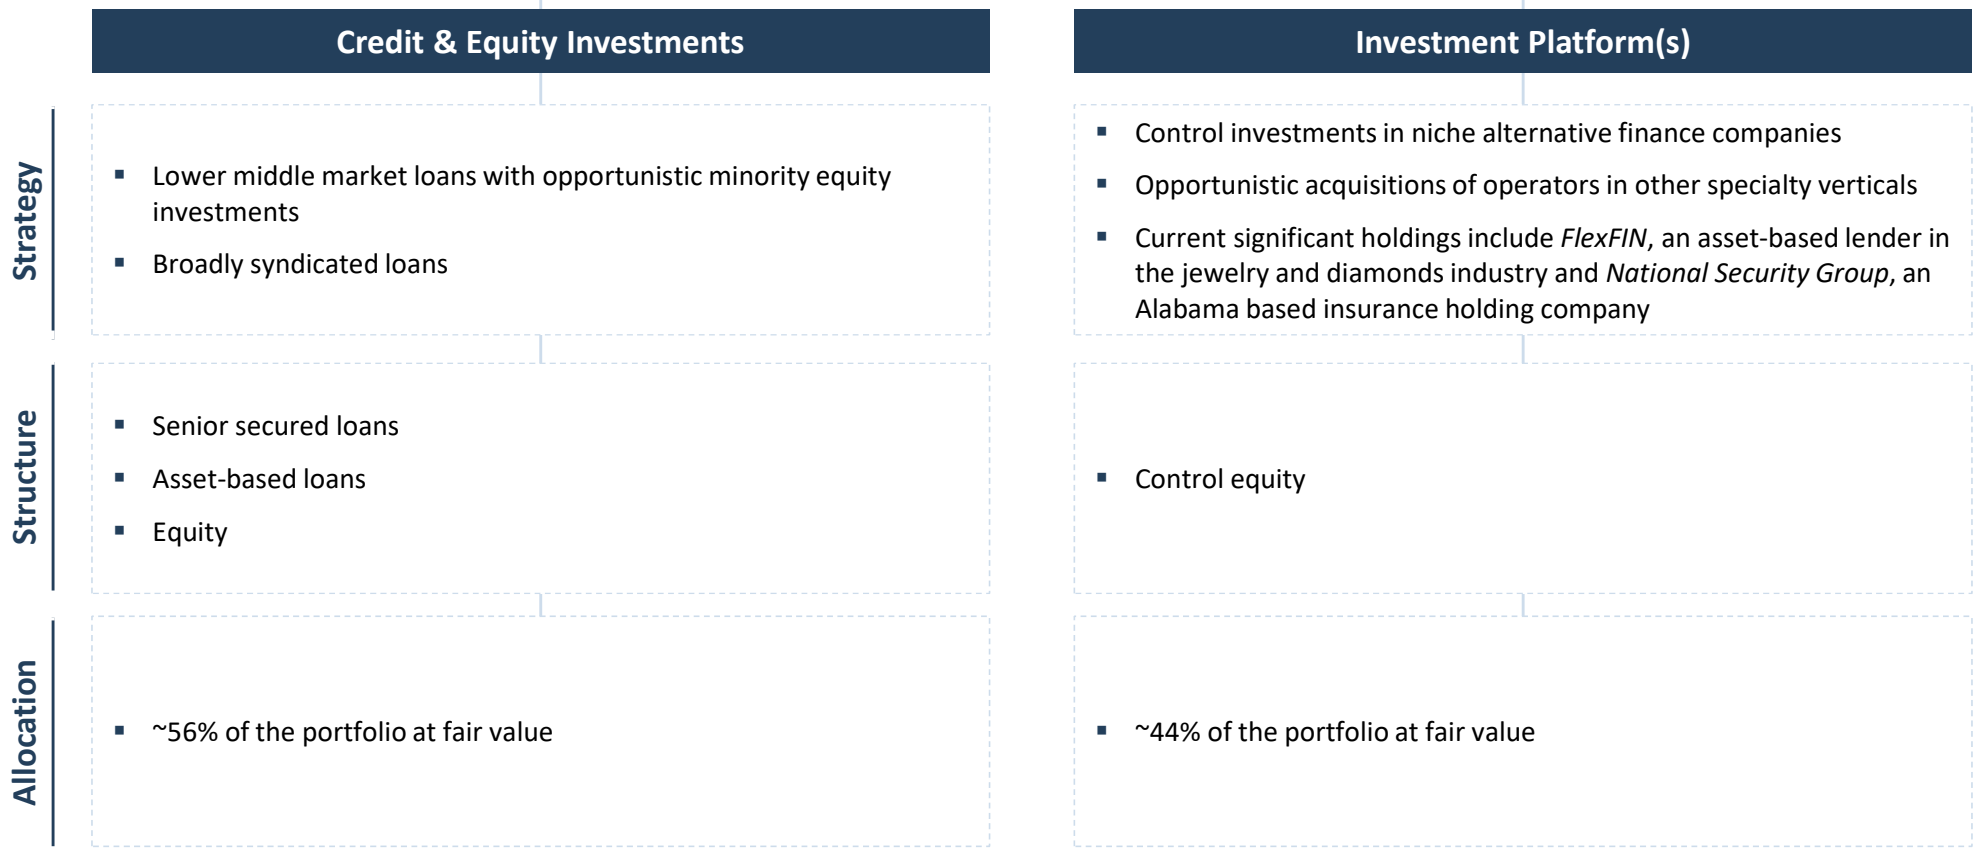 Credit & Equity Investments
Investment Platform(s)
Strategy
▪ Lower middle market loans with opportunistic minority equity
investments
▪ Broadly syndicated loans
▪ Control investments in niche alternative finance companies
▪ Opportunistic acquisitions of operators in other specialty verticals
▪ Current significant holdings include FlexFIN, an asset-based lender in
the jewelry and diamonds industry and National Security Group, an
Alabama based insurance holding company
Structure
▪ Senior secured loans
▪ Asset-based loans
▪ Equity
▪ Control equity
Allocation
▪ ~56% of the portfolio at fair value
▪ ~44% of the portfolio at fair value